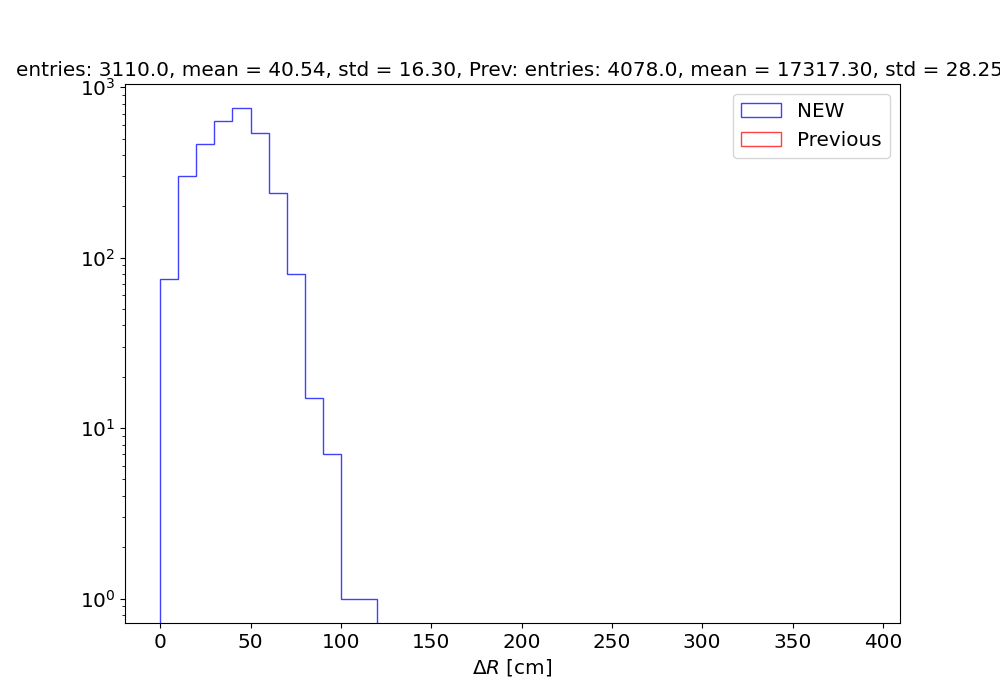 entries: 3110.0, mean = 40.54, std = 16.30, Prev: entries: 4078.0, mean = 17317.30, std = 28.25
10³
NEW
Previous
10²
10¹
10⁰
0 50 100 150 200 250 300 350 400
ΔR [cm]